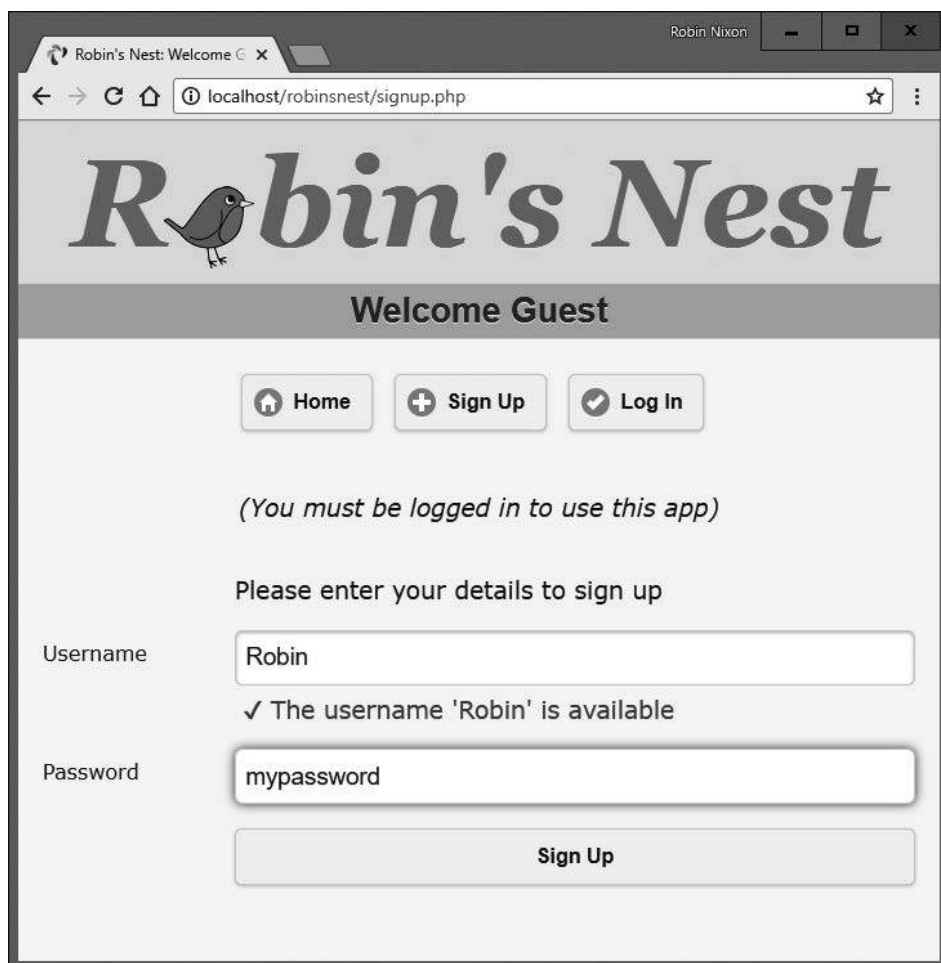 Robin Nixon
Robin's Nest: Welcome G
localhost/robinsnest/signup.php
Robin's Nest
Welcome Guest
Home Sign Up Log In
(You must be logged in to use this app)
Please enter your details to sign up
Username Robin
✓ The username 'Robin' is available
Password mypassword
Sign Up